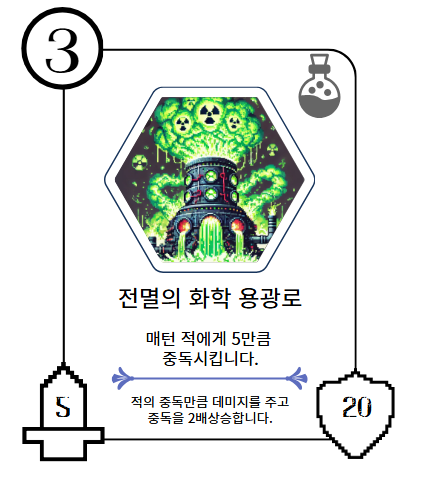 3
전멸의 화학 용광로
매턴 적에게 5만큼
중독시킵니다.
적의 중독만큼 데미지를 주고
중독을 2배상승합니다.
5
20